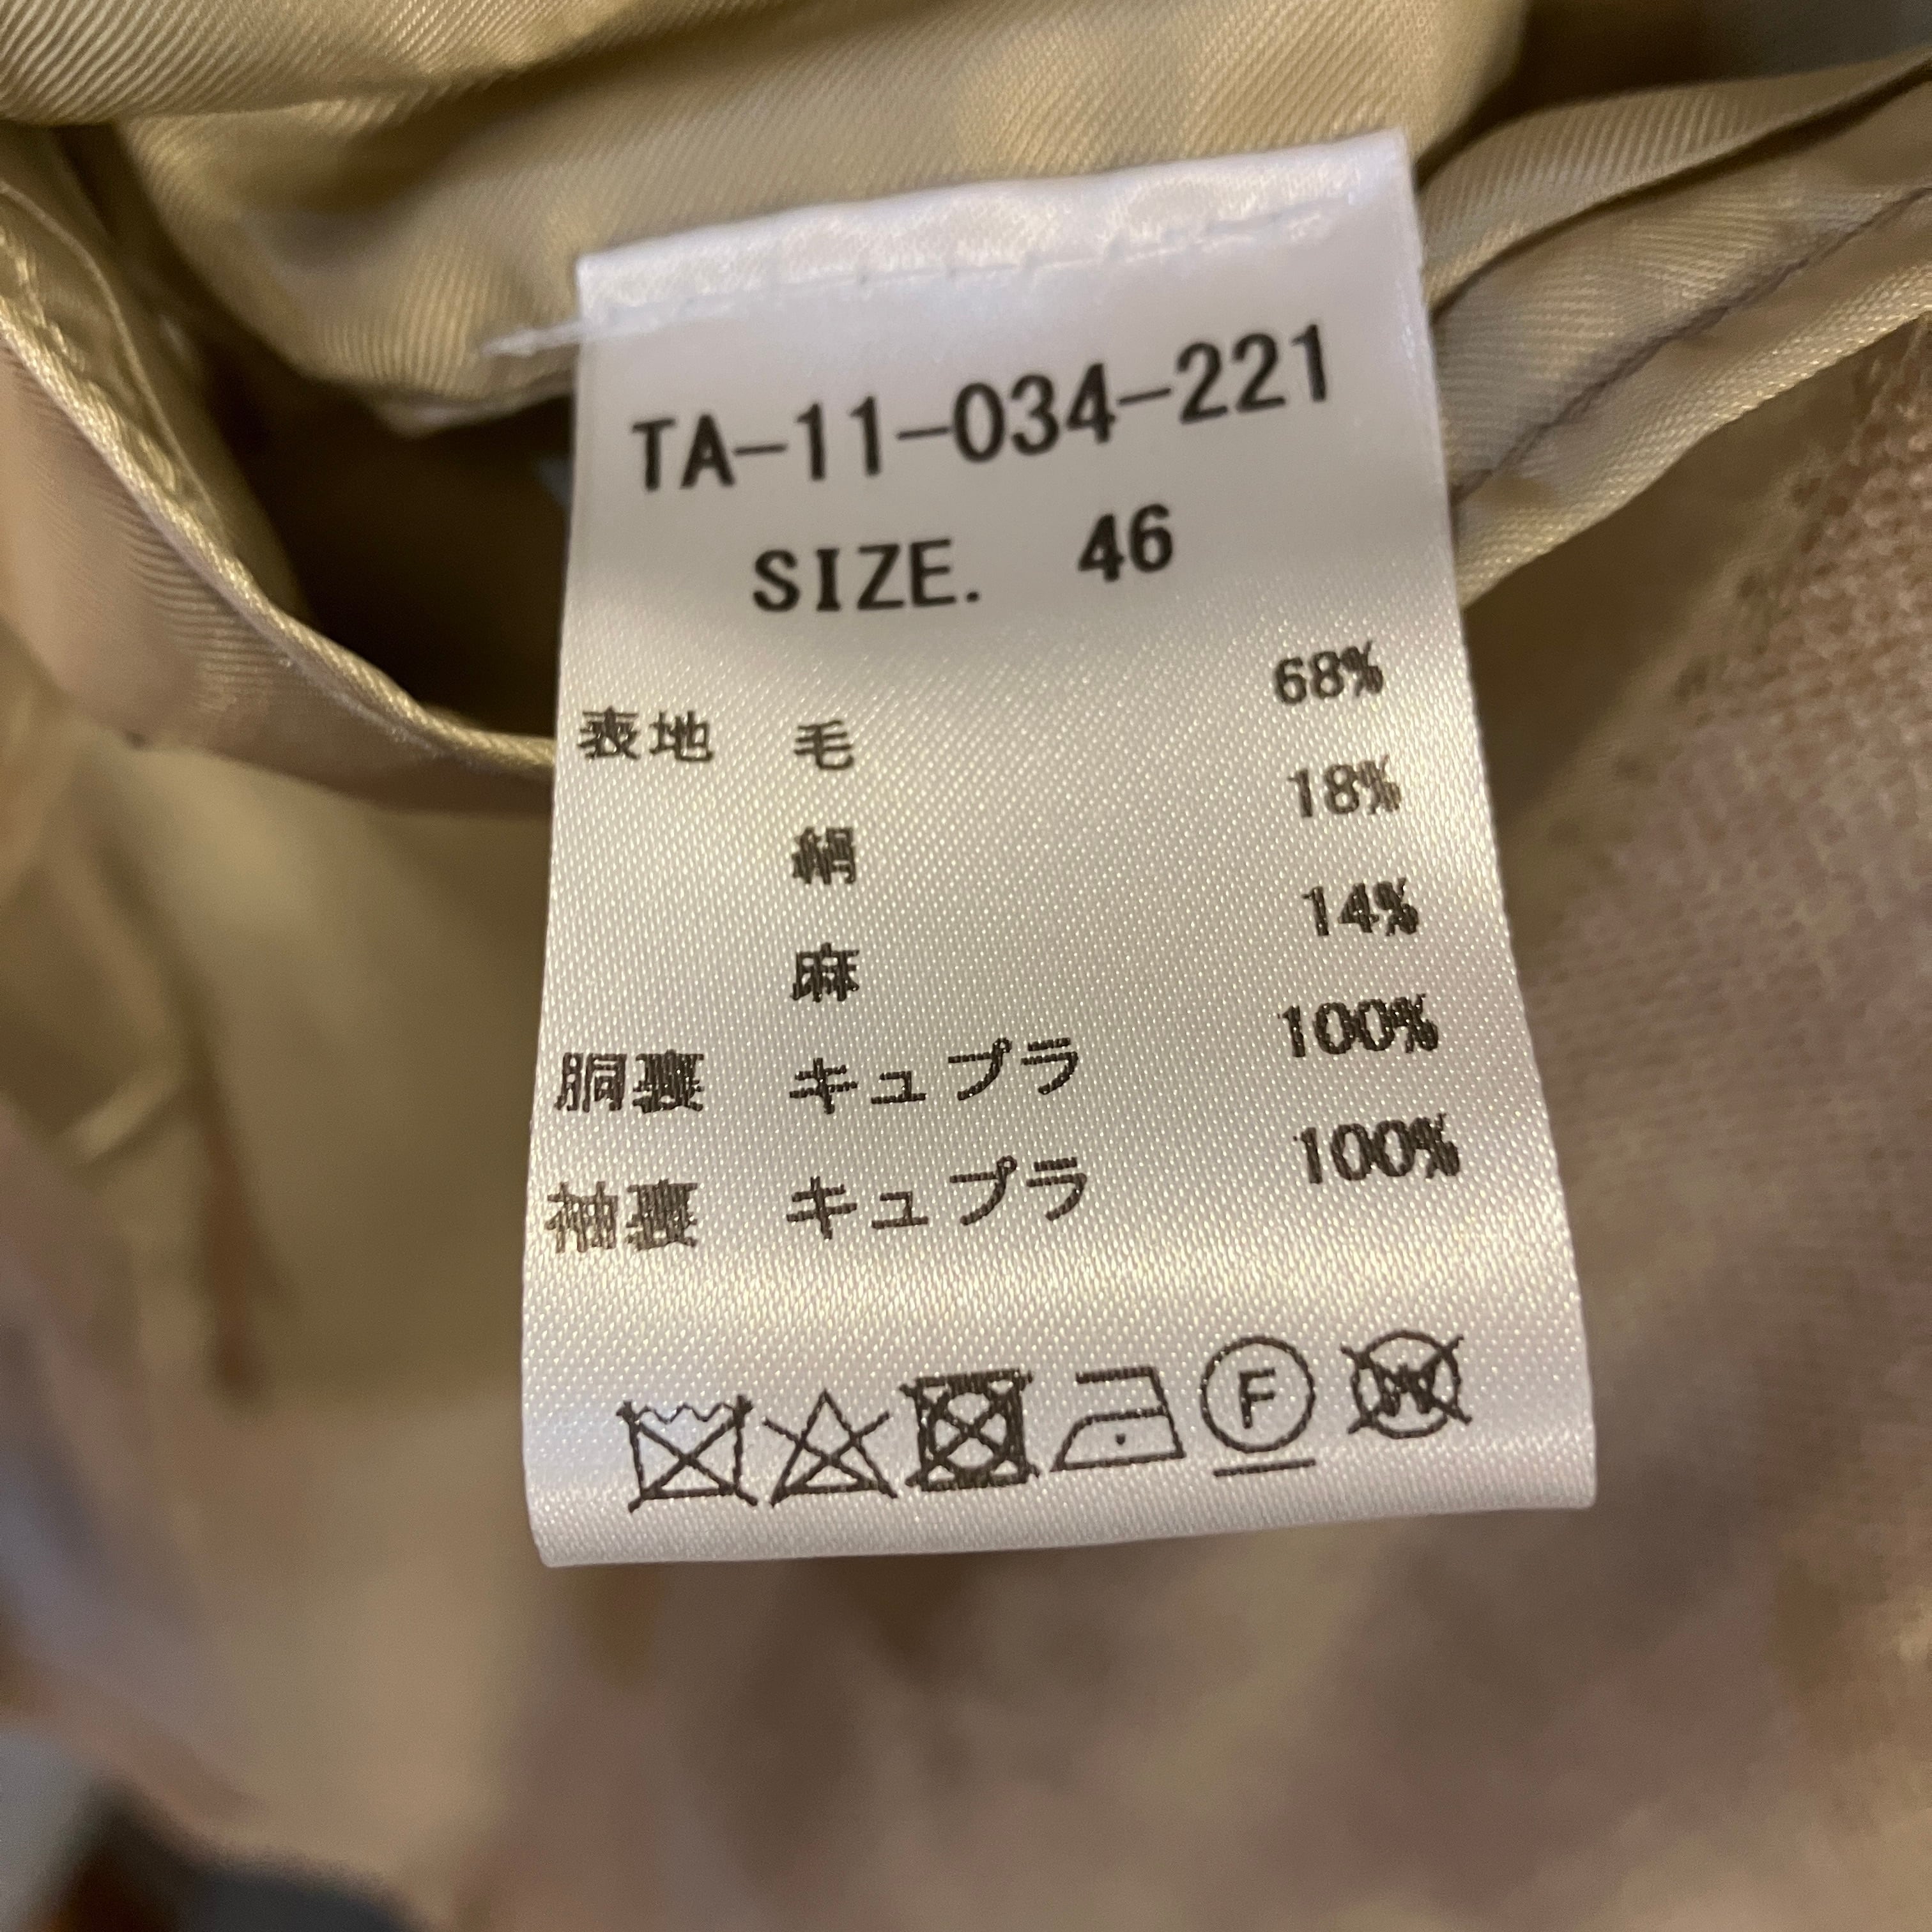 TA-11-034-221
SIZE. 46
表地 毛 68%
絹 18%
麻 14%
胴裏 キュプラ 100%
袖裏 キュプラ 100%
F W